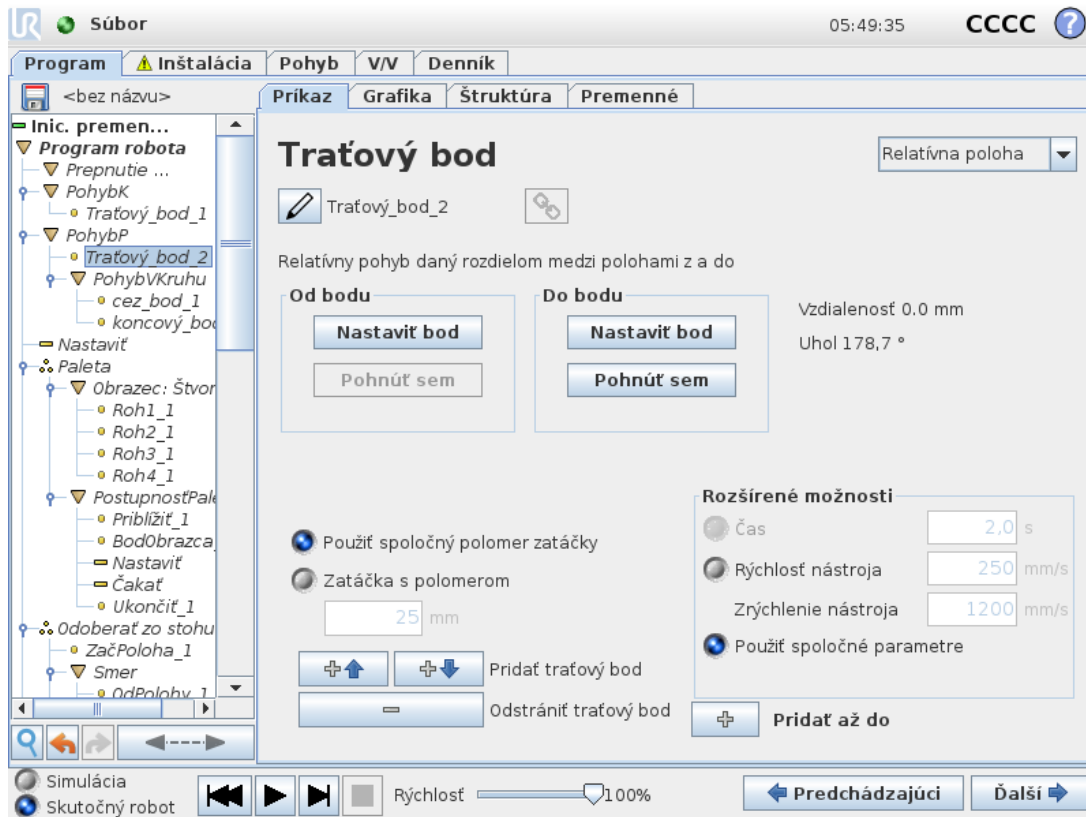 Súbor
05:49:35
CCCC
?
Program
Inštalácia
Pohyb
V/V
Denník
<bez názvu>
Príkaz
Grafika
Štruktúra
Premenné
Inic. premen...
Program robota
Prepnutie ...
PohybK
Traťový_bod_1
PohybP
Traťový_bod_2
PohybVKruhu
cez_bod_1
koncový_bod
Nastaviť
Paleta
Obrazec: Štvor
Roh1_1
Roh2_1
Roh3_1
Roh4_1
PostupnosťPale
Priblížiť_1
BodObrazca_
Nastaviť
Čakať
Ukončiť_1
Odoberať zo stohu
ZačPoloha_1
Smer
OdPolohy_1
Traťový bod
Relatívna poloha
Traťový_bod_2
Relatívny pohyb daný rozdielom medzi polohami z a do
Od bodu
Nastaviť bod
Pohnúť sem
Do bodu
Nastaviť bod
Pohnúť sem
Vzdialenosť 0.0 mm
Uhol 178,7 °
Použiť spoločný polomer zatáčky
Zatáčka s polomerom
25 mm
Pridať traťový bod
Odstrániť traťový bod
Rozšírené možnosti
Čas 2,0 s
Rýchlosť nástroja 250 mm/s
Zrýchlenie nástroja 1200 mm/s
Použiť spoločné parametre
Pridať až do
Simulácia
Skutočný robot
Rýchlosť 100%
Predchádzajúci
Ďalší